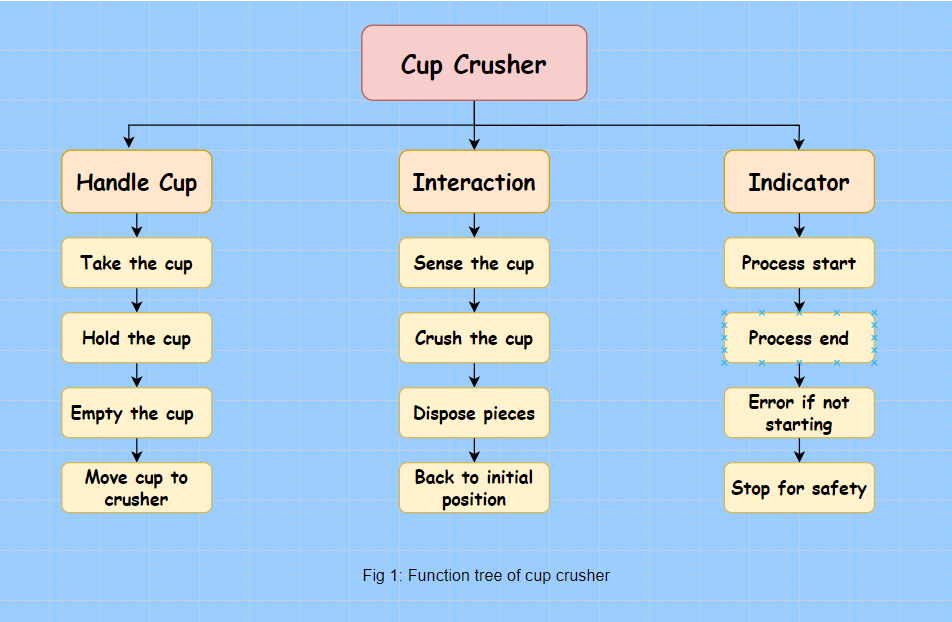 Cup Crusher
Handle Cup
Interaction
Indicator
Take the cup
Sense the cup
Process start
Hold the cup
Crush the cup
Process end
Empty the cup
Dispose pieces
Error if not
starting
Move cup to
crusher
Back to initial
position
Stop for safety
Fig 1: Function tree of cup crusher